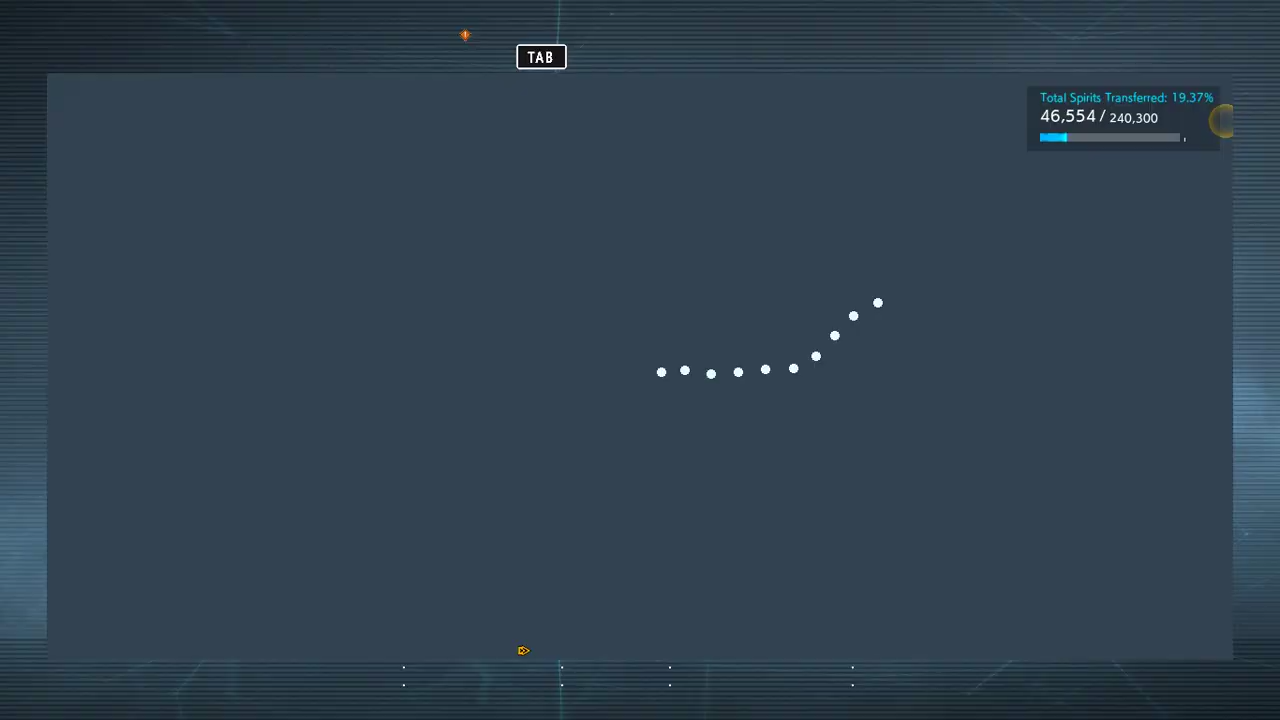 TAB
Total Spirits Transferred: 19.37%
46,554 / 240,300